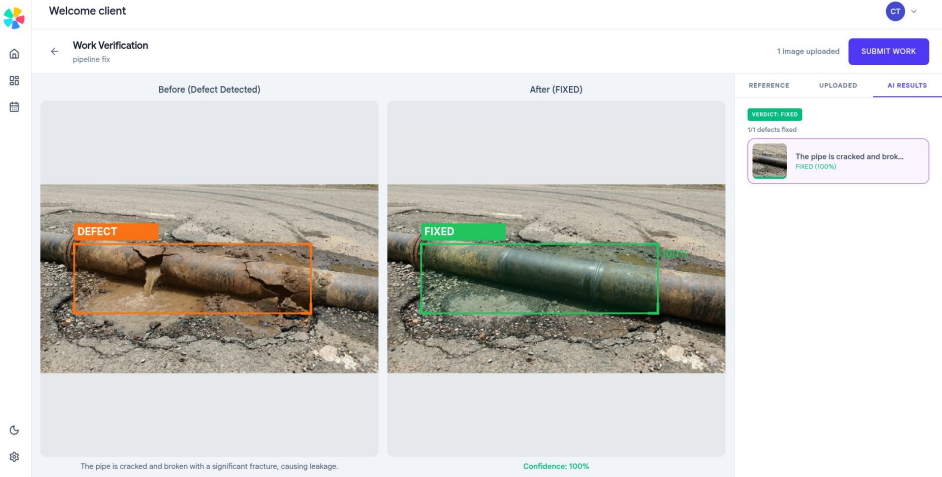 Welcome client
CT
Work Verification
pipeline fix
1 image uploaded
SUBMIT WORK
Before (Defect Detected)
After (FIXED)
DEFECT
FIXED
100%
The pipe is cracked and broken with a significant fracture, causing leakage.
Confidence: 100%
REFERENCE
UPLOADED
AI RESULTS
VERDICT: FIXED
1/1 defects fixed
The pipe is cracked and brok...
FIXED (100%)